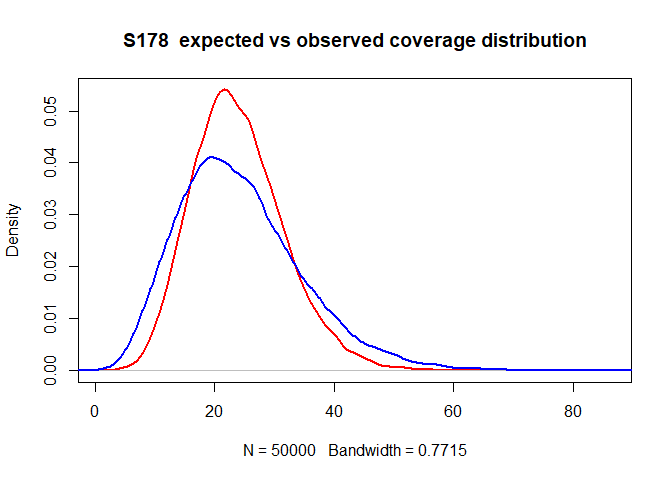 S178  expected vs observed coverage distribution
0.05
0.04
0.03
0.02
0.01
0.00
Density
0 20 40 60 80
N = 50000   Bandwidth = 0.7715